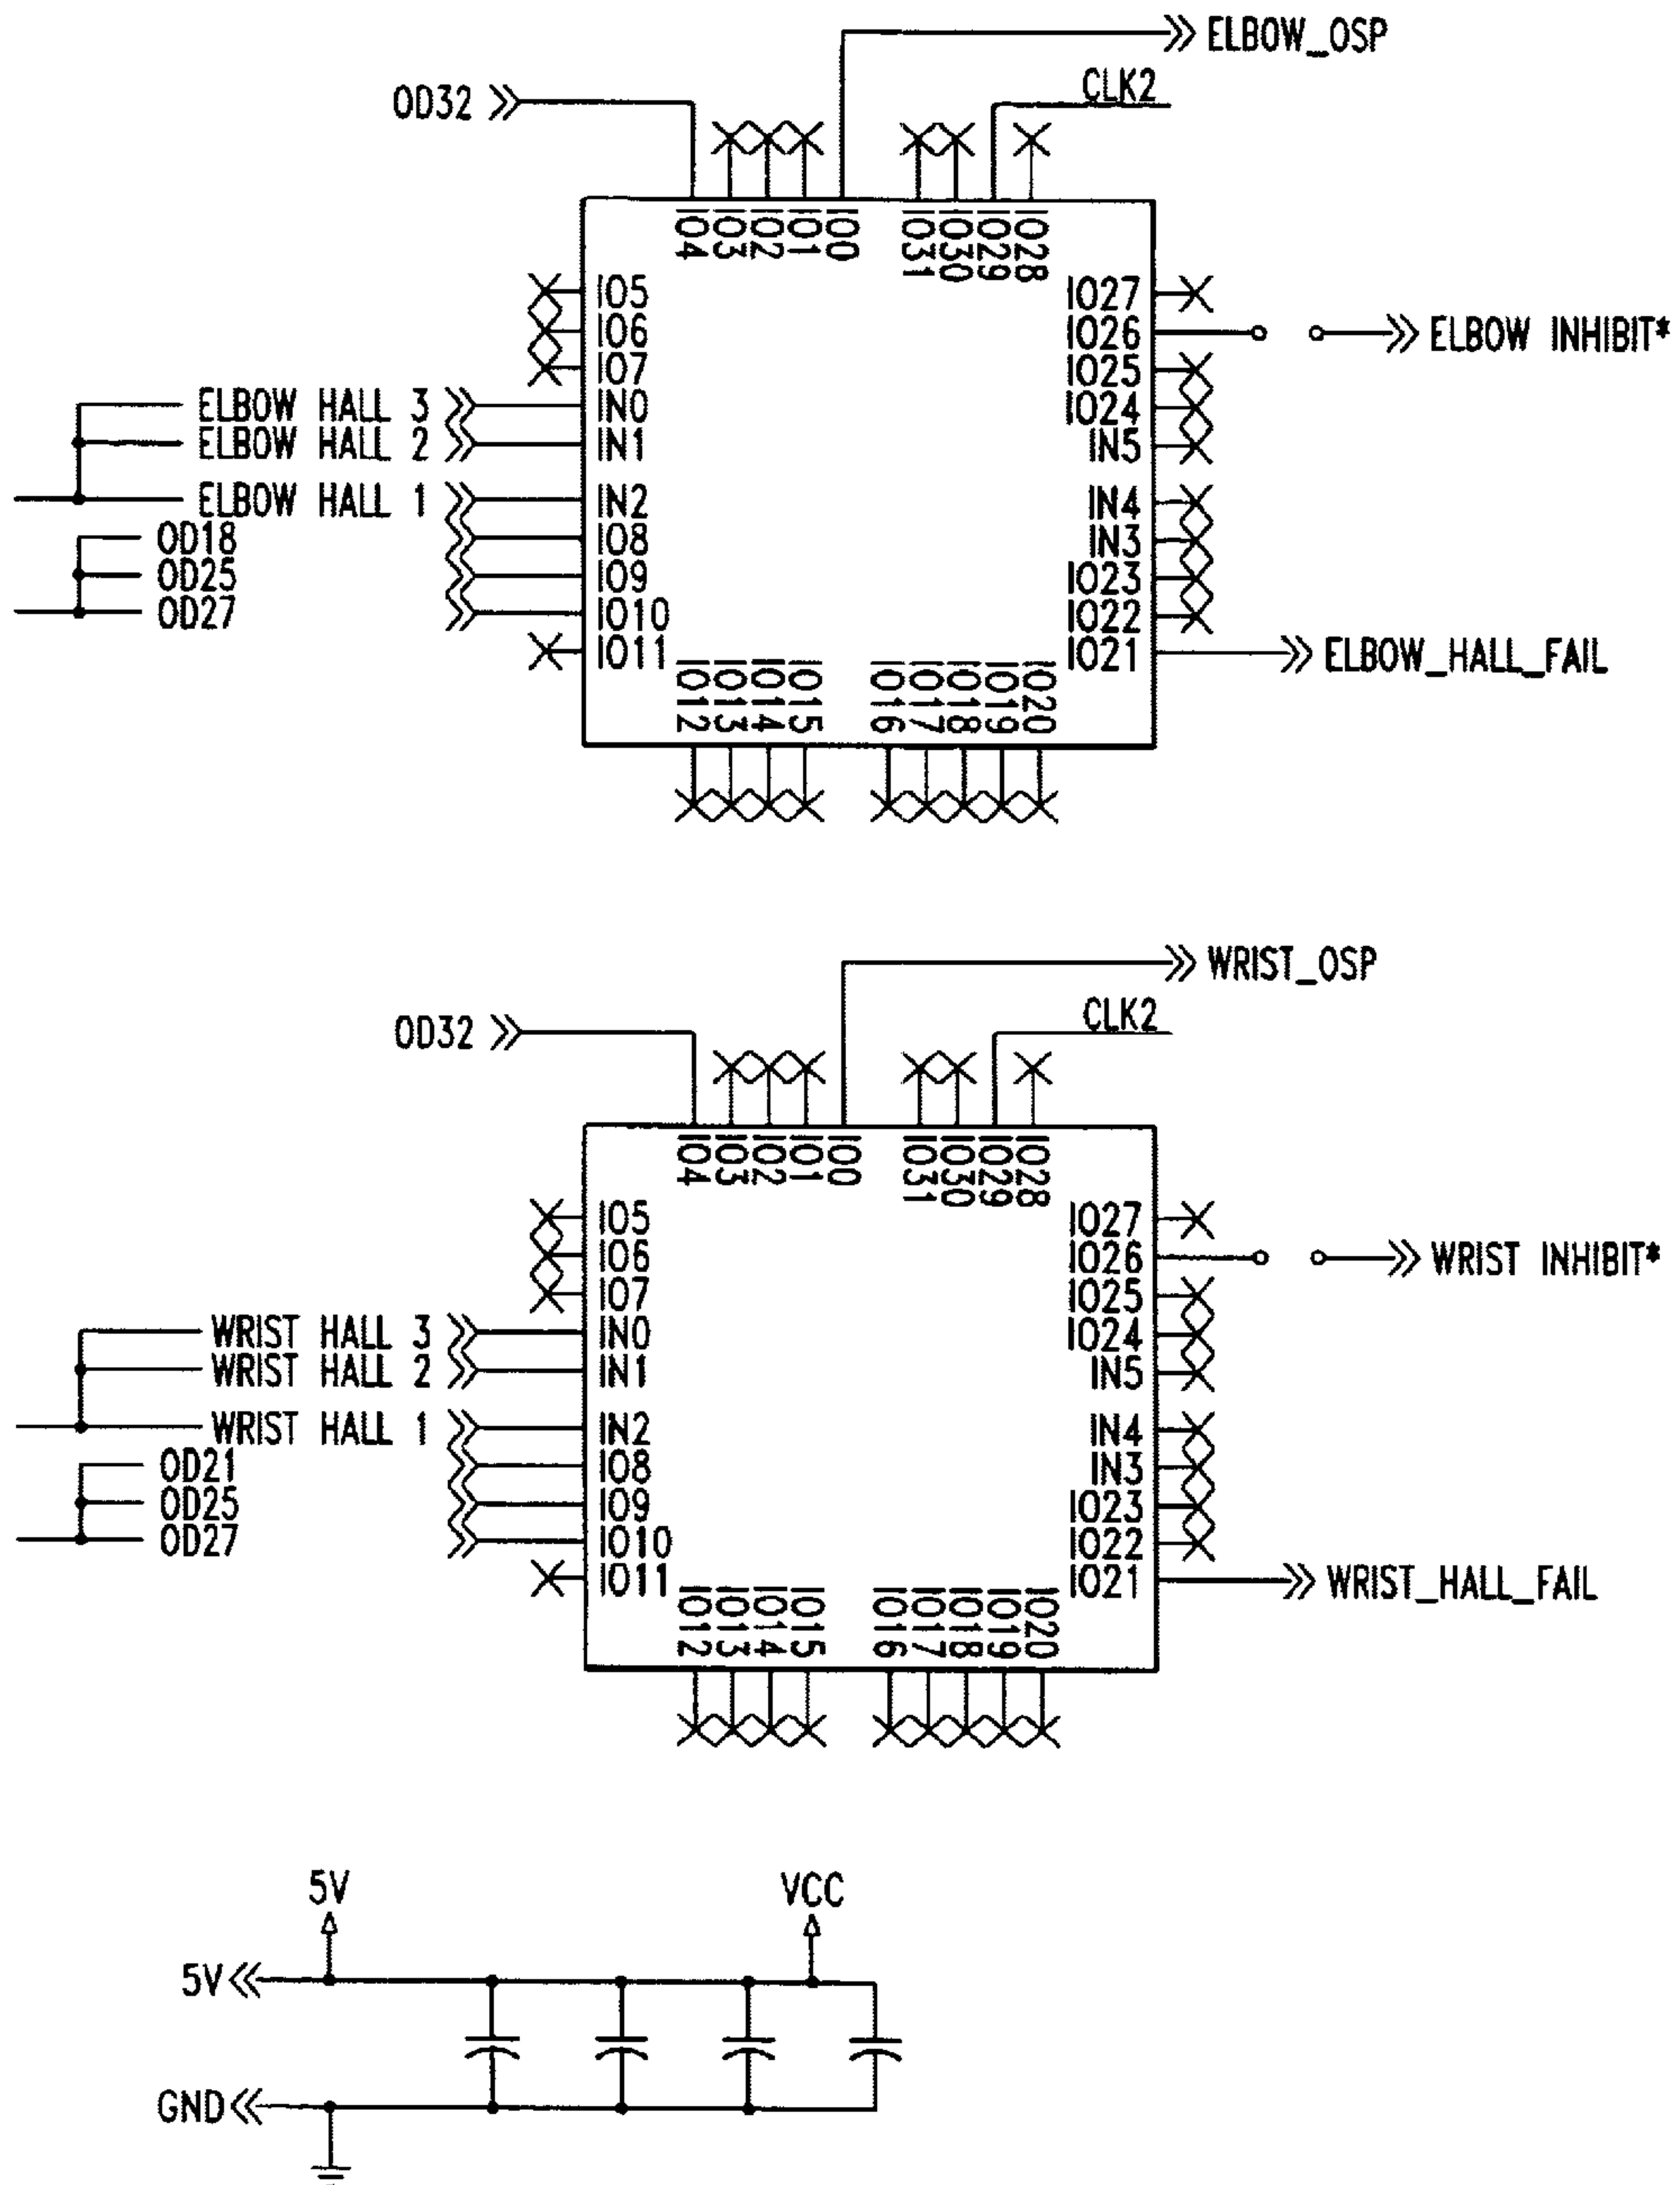 ELBOW_OSP
CLK2
OD32
IO4 IO3 IO2 IO1 IO0 IO31 IO30 IO29 IO28
IO5 IO27
IO6 IO26 ELBOW INHIBIT*
IO7 IO25
ELBOW HALL 3 IN0 IO24
ELBOW HALL 2 IN1 IN5
ELBOW HALL 1 IN2 IN4
OD18 IO8 IN3
OD25 IO9 IO23
OD27 IO10 IO22
IO11 IO21 ELBOW_HALL_FAIL
IO12 IO13 IO14 IO15 IO16 IO17 IO18 IO19 IO20
WRIST_OSP
CLK2
OD32
IO4 IO3 IO2 IO1 IO0 IO31 IO30 IO29 IO28
IO5 IO27
IO6 IO26 WRIST INHIBIT*
IO7 IO25
WRIST HALL 3 IN0 IO24
WRIST HALL 2 IN1 IN5
WRIST HALL 1 IN2 IN4
OD21 IO8 IN3
OD25 IO9 IO23
OD27 IO10 IO22
IO11 IO21 WRIST_HALL_FAIL
IO12 IO13 IO14 IO15 IO16 IO17 IO18 IO19 IO20
5V VCC
5V
GND